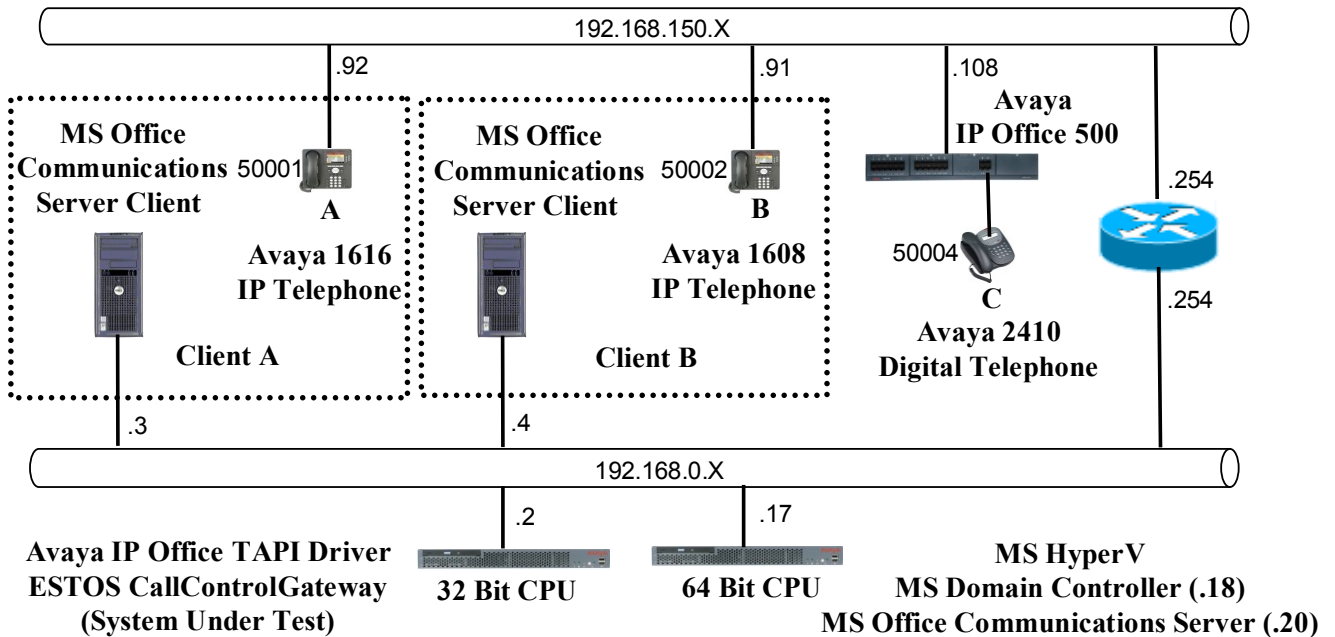 192.168.150.X
.92
.91
.108
MS Office
Communications
Server Client
50001
A
Avaya 1616
IP Telephone
Client A
MS Office
Communications
Server Client
50002
B
Avaya 1608
IP Telephone
Client B
Avaya
IP Office 500
50004
C
Avaya 2410
Digital Telephone
.254
.254
.3
.4
192.168.0.X
.2
.17
Avaya IP Office TAPI Driver
ESTOS CallControlGateway
(System Under Test)
32 Bit CPU
64 Bit CPU
MS HyperV
MS Domain Controller (.18)
MS Office Communications Server (.20)